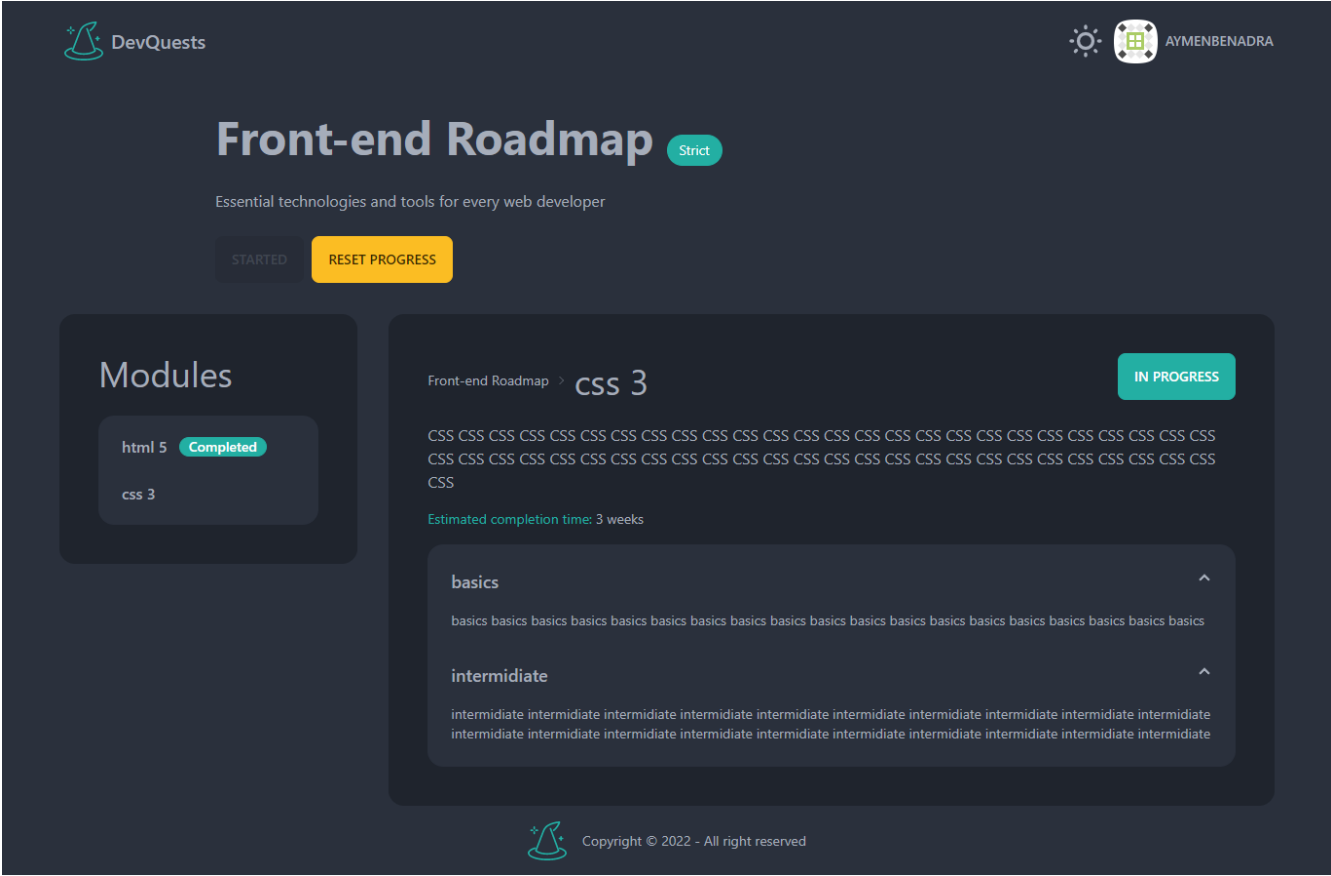 DevQuests
AYMENBENADRA
Front-end Roadmap Strict
Essential technologies and tools for every web developer
STARTED RESET PROGRESS
Modules
html 5 Completed
css 3
Front-end Roadmap > css 3
IN PROGRESS
CSS CSS CSS CSS CSS CSS CSS CSS CSS CSS CSS CSS CSS CSS CSS CSS CSS CSS CSS CSS CSS CSS CSS CSS CSS CSS
CSS CSS CSS CSS CSS CSS CSS CSS CSS CSS CSS CSS CSS CSS CSS CSS CSS CSS CSS CSS CSS CSS CSS CSS CSS CSS
CSS
Estimated completion time: 3 weeks
basics
basics basics basics basics basics basics basics basics basics basics basics basics basics basics basics basics basics basics basics
intermidiate
intermidiate intermidiate intermidiate intermidiate intermidiate intermidiate intermidiate intermidiate intermidiate intermidiate
intermidiate intermidiate intermidiate intermidiate intermidiate intermidiate intermidiate intermidiate intermidiate intermidiate
Copyright © 2022 - All right reserved